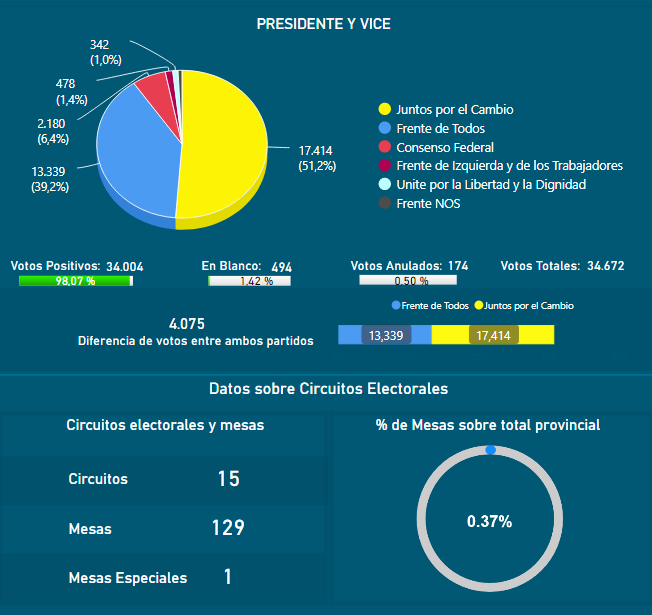 PRESIDENTE Y VICE
342
(1,0%)
478
(1,4%)
2.180
(6,4%)
13.339
(39,2%)
17.414
(51,2%)
Juntos por el Cambio
Frente de Todos
Consenso Federal
Frente de Izquierda y de los Trabajadores
Unite por la Libertad y la Dignidad
Frente NOS
Votos Positivos: 34.004
98,07 %
En Blanco: 494
1,42 %
Votos Anulados: 174
0.50 %
Votos Totales: 34.672
4.075
Diferencia de votos entre ambos partidos
Frente de Todos Juntos por el Cambio
13,339 17,414
Datos sobre Circuitos Electorales
Circuitos electorales y mesas
Circuitos 15
Mesas 129
Mesas Especiales 1
% de Mesas sobre total provincial
0.37%